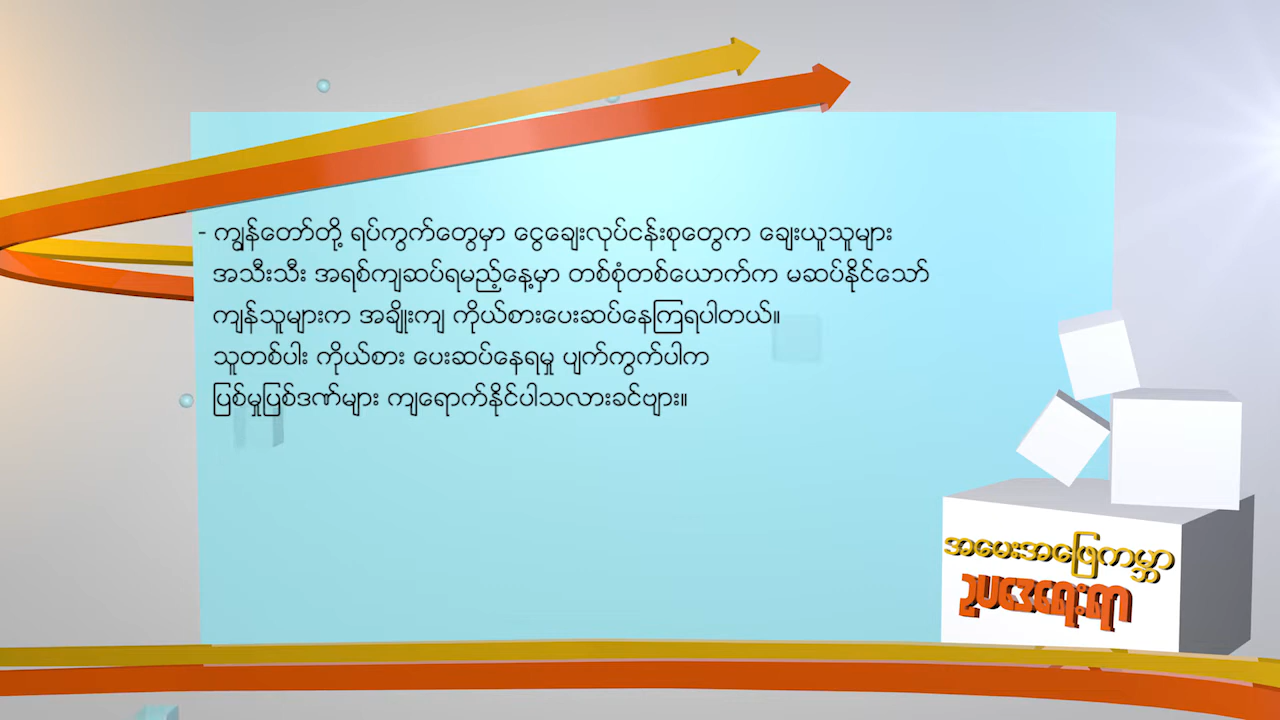 - ကျွန်တော်တို့ ရပ်ကွက်တွေမှာ ငွေချေးလုပ်ငန်းစုတွေက ချေးယူသူများ
အသီးသီး အရစ်ကျဆပ်ရမည့်နေ့မှာ တစ်စုံတစ်ယောက်က မဆပ်နိုင်သော်
ကျန်သူများက အချိုးကျ ကိုယ်စားပေးဆပ်နေကြရပါတယ်။
သူတစ်ပါး ကိုယ်စား ပေးဆပ်နေရမှု ပျက်ကွက်ပါက
ပြစ်မှုပြစ်ဒဏ်များ ကျရောက်နိုင်ပါသလားခင်ဗျား။
အမေးအဖြေကမ္ဘာ
ဥပဒေရေးရာ